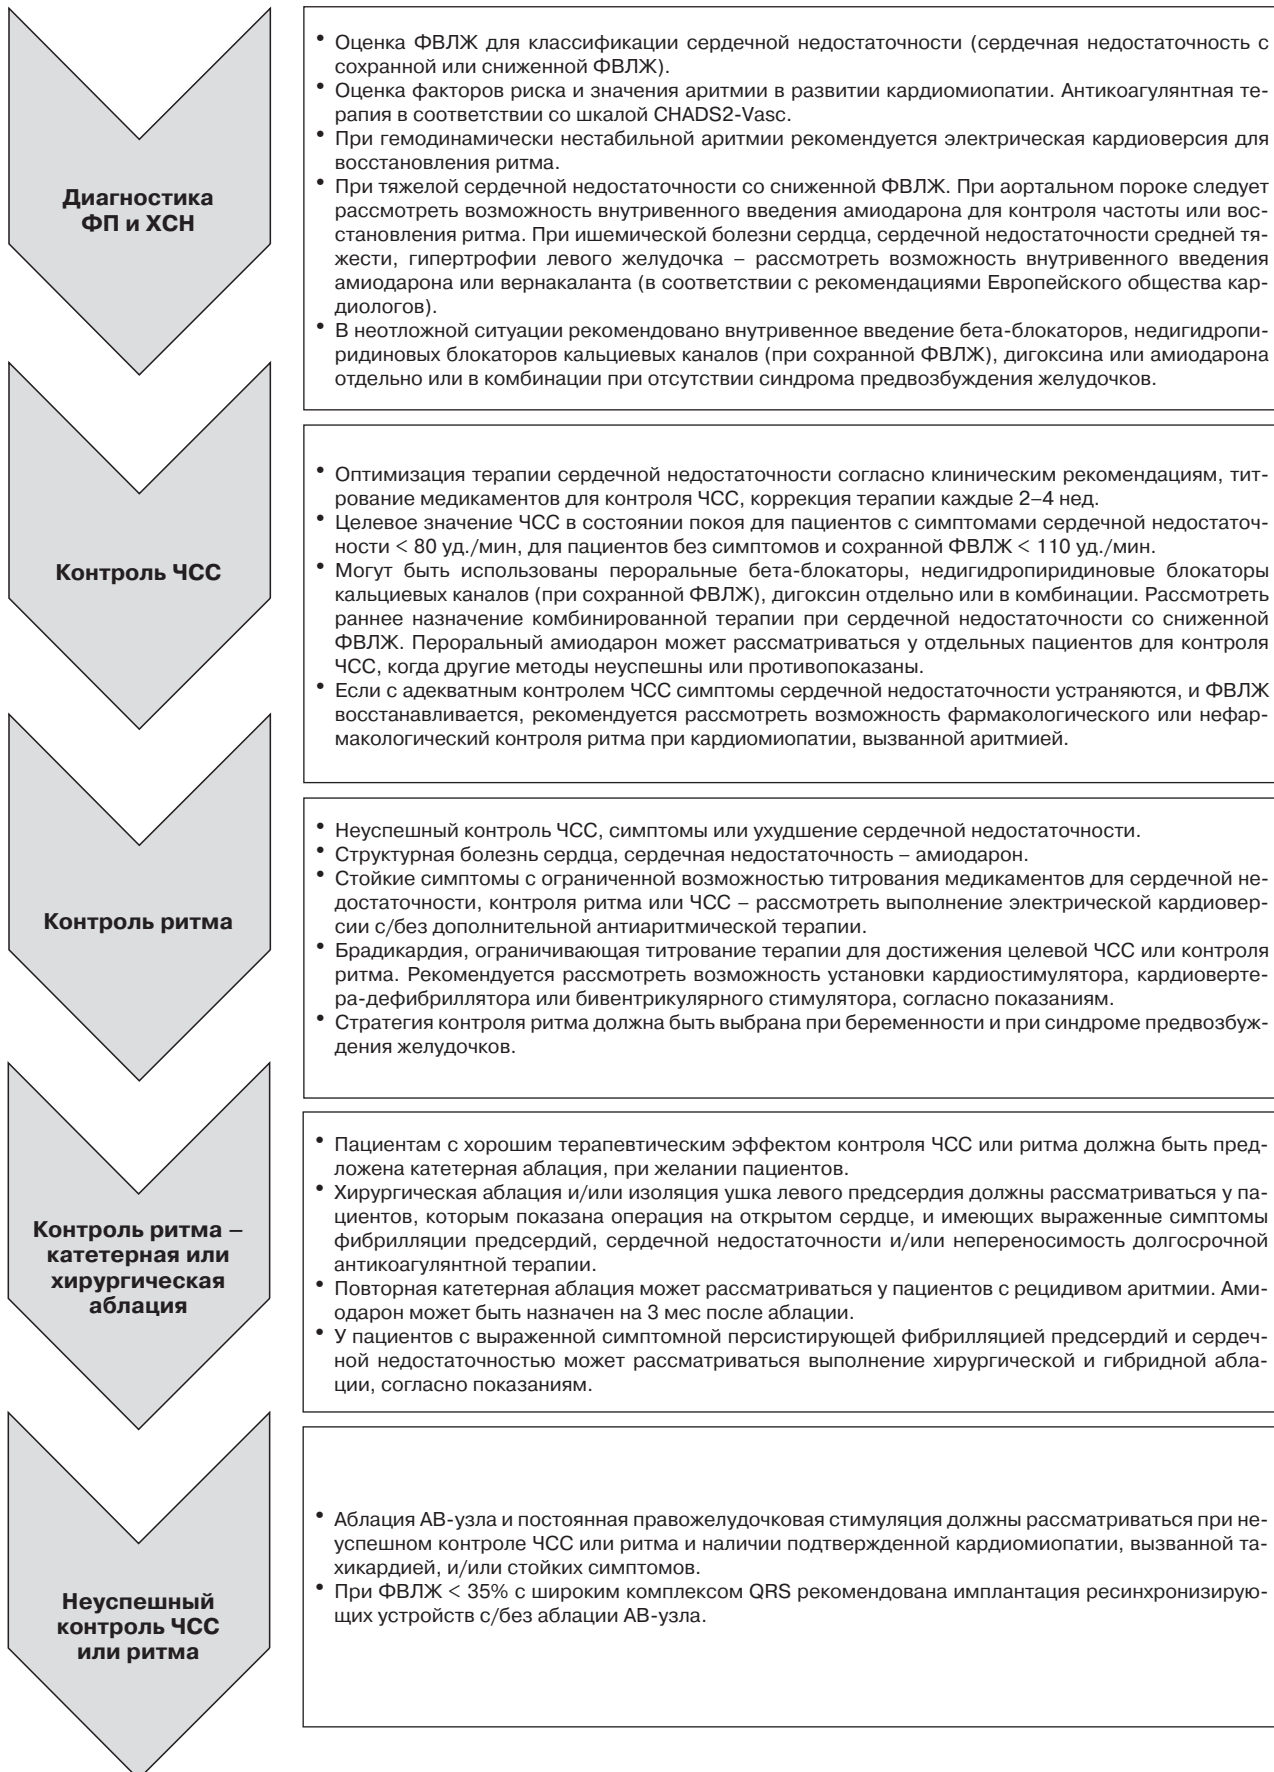 Диагностика
ФП и ХСН
• Оценка ФВЛЖ для классификации сердечной недостаточности (сердечная недостаточность с
сохранной или сниженной ФВЛЖ).
• Оценка факторов риска и значения аритмии в развитии кардиомиопатии. Антикоагулянтная те-
рапия в соответствии со шкалой CHADS2-Vasc.
• При гемодинамически нестабильной аритмии рекомендуется электрическая кардиоверсия для
восстановления ритма.
• При тяжелой сердечной недостаточности со сниженной ФВЛЖ. При аортальном пороке следует
рассмотреть возможность внутривенного введения амиодарона для контроля частоты или вос-
становления ритма. При ишемической болезни сердца, сердечной недостаточности средней тя-
жести, гипертрофии левого желудочка – рассмотреть возможность внутривенного введения
амиодарона или вернакаланта (в соответствии с рекомендациями Европейского общества кар-
диологов).
• В неотложной ситуации рекомендовано внутривенное введение бета-блокаторов, недигидропи-
ридиновых блокаторов кальциевых каналов (при сохранной ФВЛЖ), дигоксина или амиодарона
отдельно или в комбинации при отсутствии синдрома предвозбуждения желудочков.
Контроль ЧСС
• Оптимизация терапии сердечной недостаточности согласно клиническим рекомендациям, тит-
рование медикаментов для контроля ЧСС, коррекция терапии каждые 2–4 нед.
• Целевое значение ЧСС в состоянии покоя для пациентов с симптомами сердечной недостаточ-
ности < 80 уд./мин, для пациентов без симптомов и сохранной ФВЛЖ < 110 уд./мин.
• Могут быть использованы пероральные бета-блокаторы, недигидропиридиновые блокаторы
кальциевых каналов (при сохранной ФВЛЖ), дигоксин отдельно или в комбинации. Рассмотреть
раннее назначение комбинированной терапии при сердечной недостаточности со сниженной
ФВЛЖ. Пероральный амиодарон может рассматриваться у отдельных пациентов для контроля
ЧСС, когда другие методы неуспешны или противопоказаны.
• Если с адекватным контролем ЧСС симптомы сердечной недостаточности устраняются, и ФВЛЖ
восстанавливается, рекомендуется рассмотреть возможность фармакологического или нефар-
макологический контроля ритма при кардиомиопатии, вызванной аритмией.
Контроль ритма
• Неуспешный контроль ЧСС, симптомы или ухудшение сердечной недостаточности.
• Структурная болезнь сердца, сердечная недостаточность – амиодарон.
• Стойкие симптомы с ограниченной возможностью титрования медикаментов для сердечной не-
достаточности, контроля ритма или ЧСС – рассмотреть выполнение электрической кардиовер-
сии с/без дополнительной антиаритмической терапии.
• Брадикардия, ограничивающая титрование терапии для достижения целевой ЧСС или контроля
ритма. Рекомендуется рассмотреть возможность установки кардиостимулятора, кардиоверте-
ра-дефибриллятора или бивентрикулярного стимулятора, согласно показаниям.
• Стратегия контроля ритма должна быть выбрана при беременности и при синдроме предвозбуж-
дения желудочков.
Контроль ритма –
катетерная или
хирургическая
аблация
• Пациентам с хорошим терапевтическим эффектом контроля ЧСС или ритма должна быть пред-
ложена катетерная аблация, при желании пациентов.
• Хирургическая аблация и/или изоляция ушка левого предсердия должны рассматриваться у па-
циентов, которым показана операция на открытом сердце, и имеющих выраженные симптомы
фибрилляции предсердий, сердечной недостаточности и/или непереносимость долгосрочной
антикоагулянтной терапии.
• Повторная катетерная аблация может рассматриваться у пациентов с рецидивом аритмии. Ами-
одарон может быть назначен на 3 мес после аблации.
• У пациентов с выраженной симптомной персистирующей фибрилляцией предсердий и сердеч-
ной недостаточностью может рассматриваться выполнение хирургической и гибридной абла-
ции, согласно показаниям.
Неуспешный
контроль ЧСС
или ритма
• Аблация АВ-узла и постоянная правожелудочковая стимуляция должны рассматриваться при не-
успешном контроле ЧСС или ритма и наличии подтвержденной кардиомиопатии, вызванной та-
хикардией, и/или стойких симптомов.
• При ФВЛЖ < 35% с широким комплексом QRS рекомендована имплантация ресинхронизирую-
щих устройств с/без аблации АВ-узла.